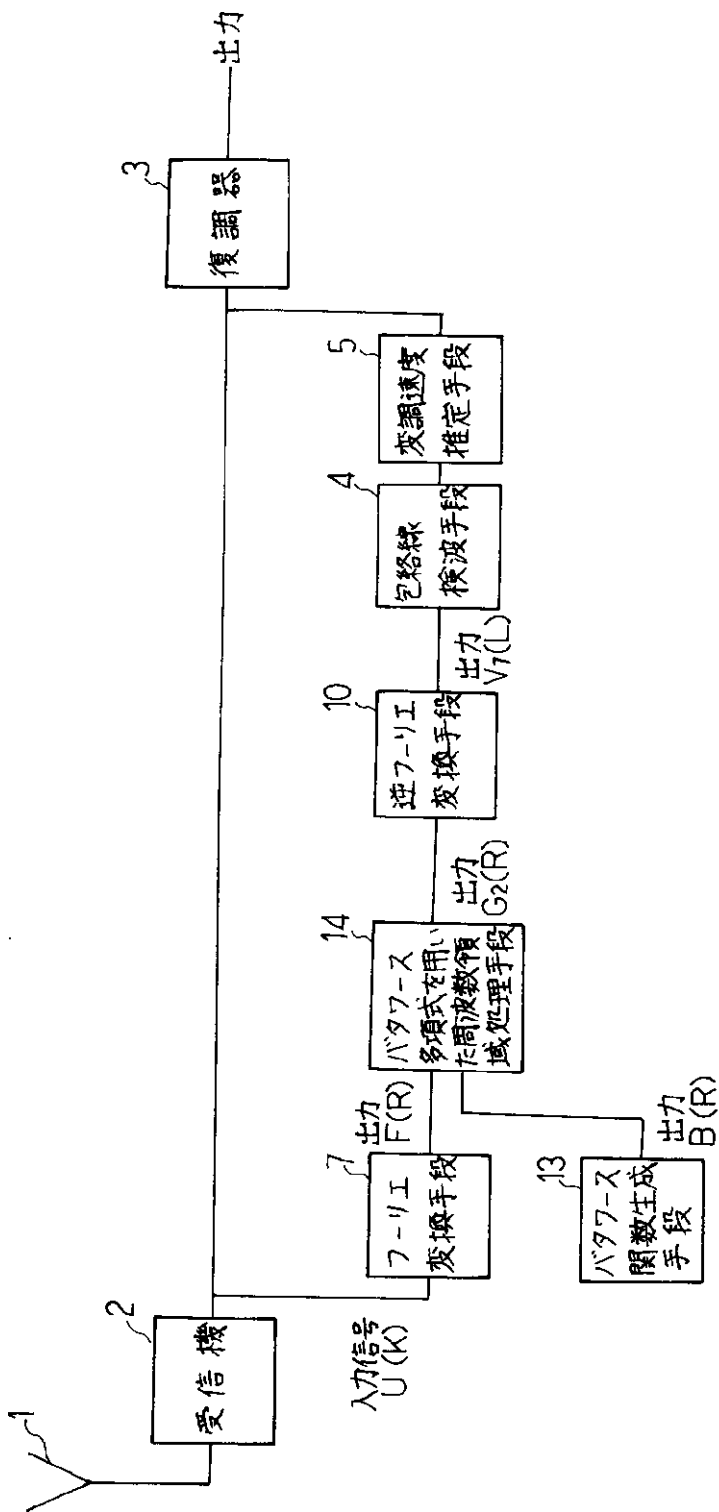 1
2
受信機
入力信号
U(K)
7
フーリエ
変換手段
出力
F(R)
13
バタワース
関数生成
手段
出力
B(R)
14
バタワース
多項式を用い
た周波数領
域処理手段
出力
G2(R)
10
逆フーリエ
変換手段
出力
V1(L)
4
包絡線
検波手段
5
変調速度
推定手段
3
復調器
出力